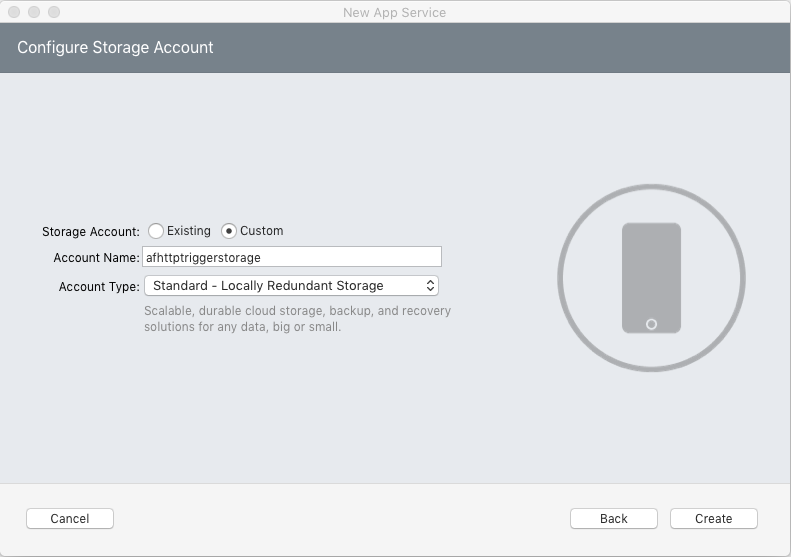 New App Service
Configure Storage Account
Storage Account: Existing Custom
Account Name: afhttptriggerstorage
Account Type: Standard - Locally Redundant Storage
Scalable, durable cloud storage, backup, and recovery
solutions for any data, big or small.
Cancel Back Create